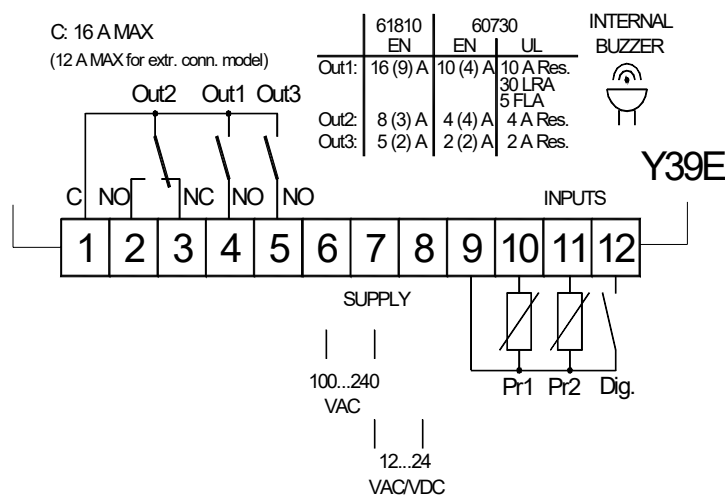 C: 16 A MAX
(12 A MAX for extr. conn. model)
61810 60730
EN EN UL
Out1: 16 (9) A 10 (4) A 10 A Res.
30 LRA
5 FLA
Out2: 8 (3) A 4 (4) A 4 A Res.
Out3: 5 (2) A 2 (2) A 2 A Res.
INTERNAL
BUZZER
Out2 Out1 Out3
Y39E
C NO NC NO NO INPUTS
1 2 3 4 5 6 7 8 9 10 11 12
SUPPLY
100...240
VAC
Pr1 Pr2 Dig.
12...24
VAC/VDC